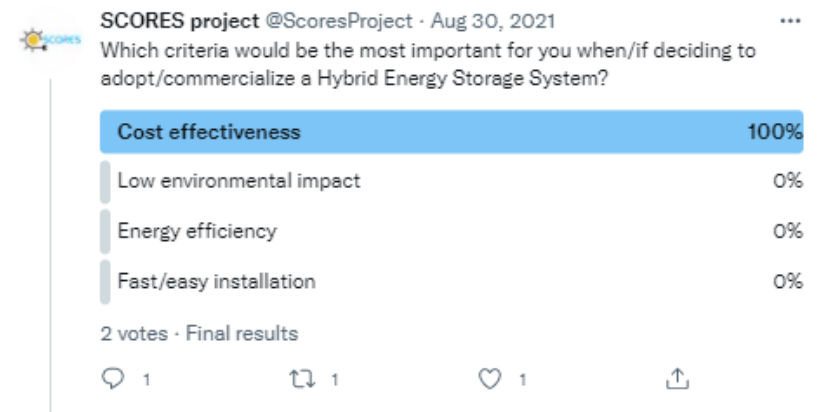 SCORES
SCORES project @ScoresProject · Aug 30, 2021
Which criteria would be the most important for you when/if deciding to
adopt/commercialize a Hybrid Energy Storage System?
Cost effectiveness 100%
Low environmental impact 0%
Energy efficiency 0%
Fast/easy installation 0%
2 votes · Final results
1 1 1